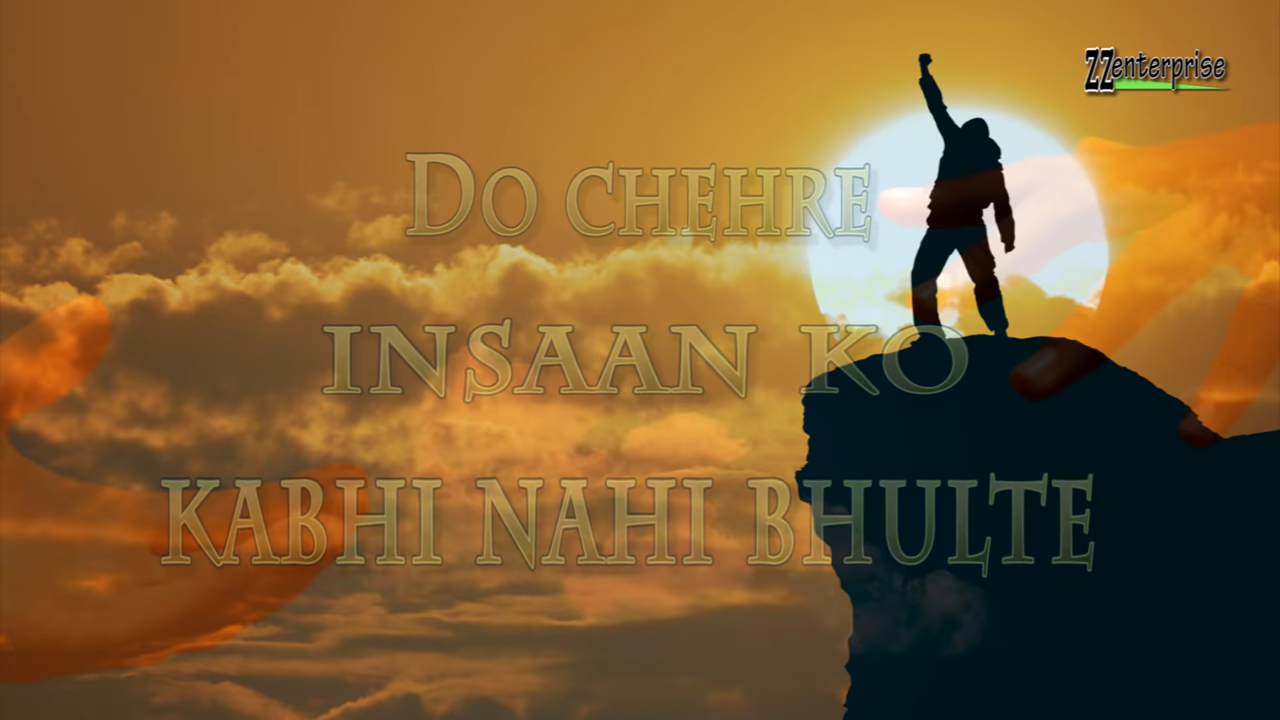 ZZenterprise
Do chehre
insaan ko
kabhi nahi bhulte